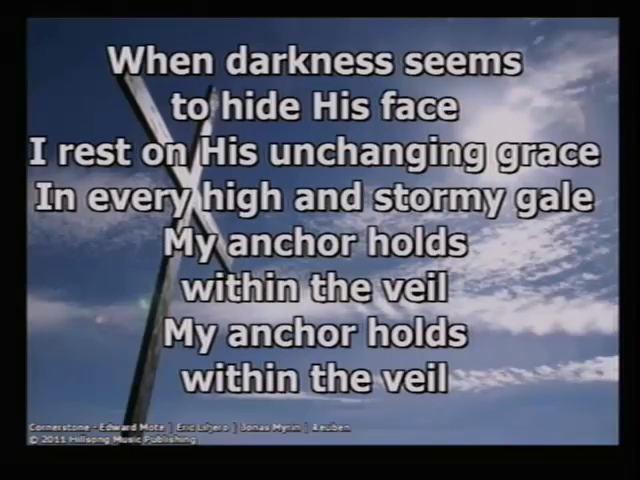 When darkness seems
to hide His face
I rest on His unchanging grace
In every high and stormy gale
My anchor holds
within the veil
My anchor holds
within the veil
Cornerstone - Edward Mote | Eric Liljero | Jonas Myrin | Reuben
© 2011 Hillsong Music Publishing